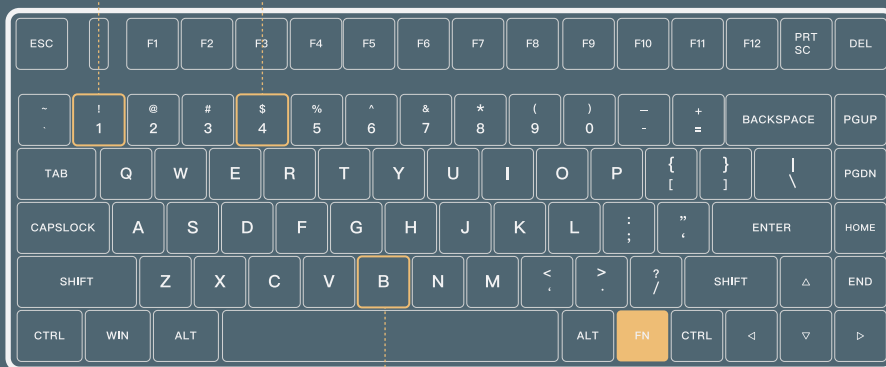 ESC F1 F2 F3 F4 F5 F6 F7 F8 F9 F10 F11 F12 PRT DEL
SC
~ ! @ # $ % ^ & * ( ) — +
` 1 2 3 4 5 6 7 8 9 0 - = BACKSPACE PGUP
TAB Q W E R T Y U I O P { } | PGDN
[ ] \
CAPSLOCK A S D F G H J K L : ” ENTER HOME
; ‘
SHIFT Z X C V B N M < > ? SHIFT △ END
‘ . /
CTRL WIN ALT ALT FN CTRL ◁ ▽ ▷